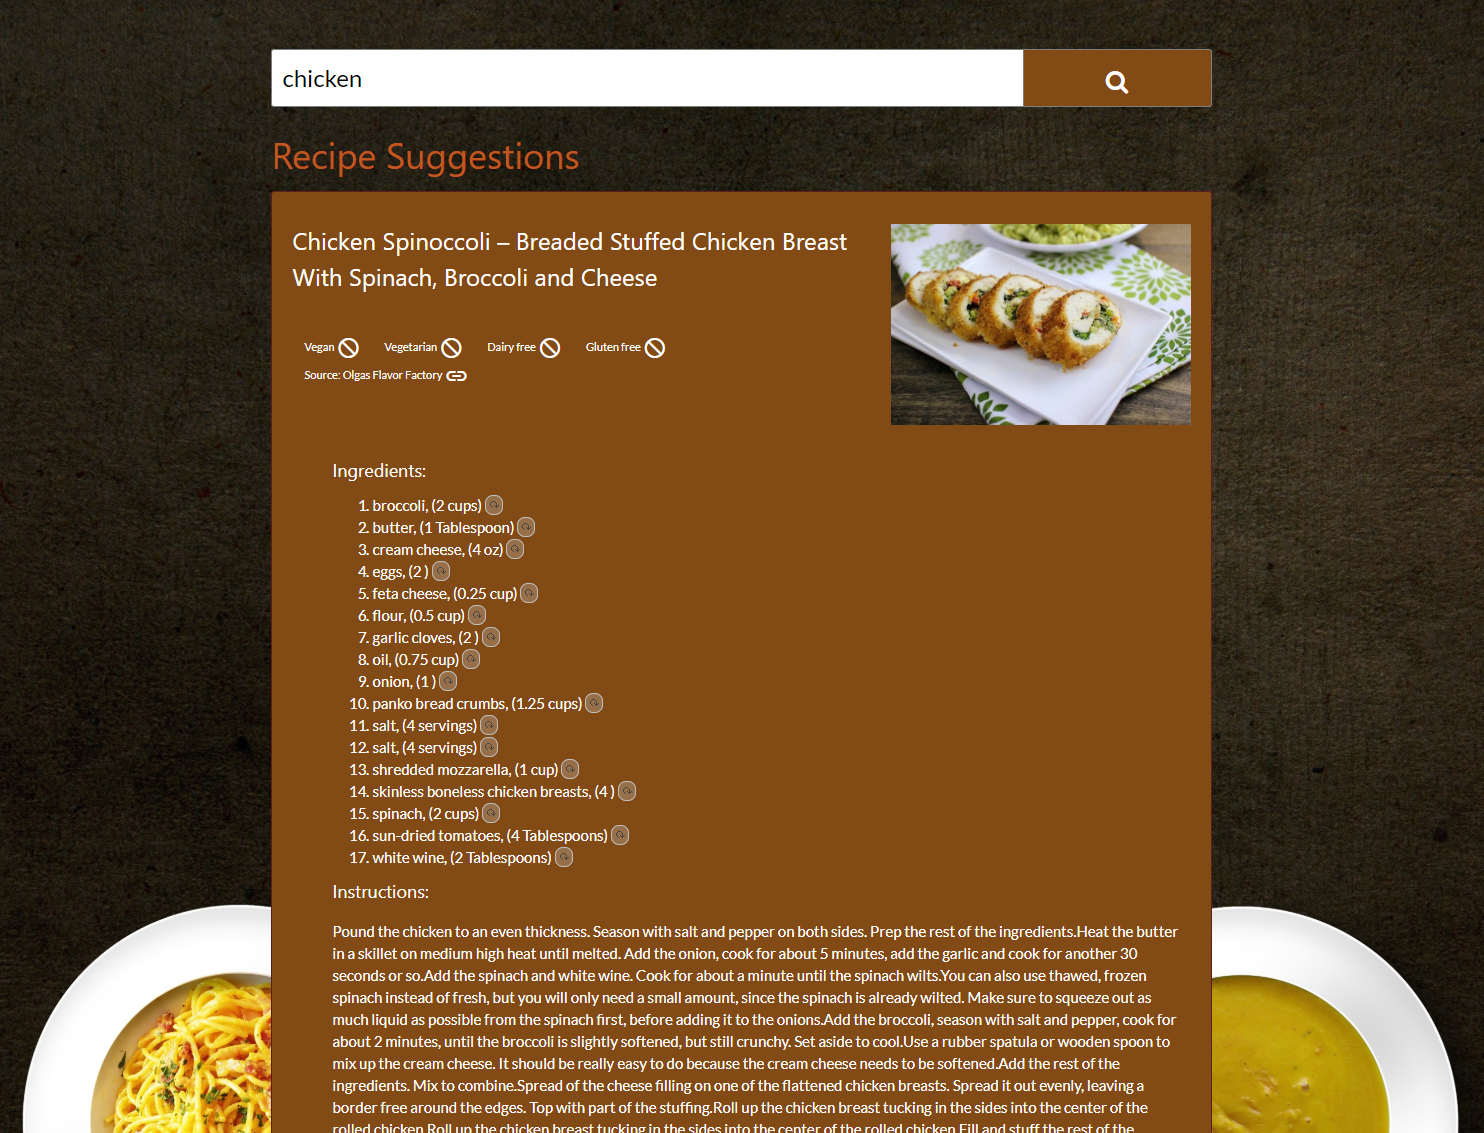 chicken
Recipe Suggestions
Chicken Spinoccoli – Breaded Stuffed Chicken Breast
With Spinach, Broccoli and Cheese
Vegan Vegetarian Dairy free Gluten free
Source: Olgas Flavor Factory
Ingredients:
1. broccoli, (2 cups)
2. butter, (1 Tablespoon)
3. cream cheese, (4 oz)
4. eggs, (2 )
5. feta cheese, (0.25 cup)
6. flour, (0.5 cup)
7. garlic cloves, (2 )
8. oil, (0.75 cup)
9. onion, (1 )
10. panko bread crumbs, (1.25 cups)
11. salt, (4 servings)
12. salt, (4 servings)
13. shredded mozzarella, (1 cup)
14. skinless boneless chicken breasts, (4 )
15. spinach, (2 cups)
16. sun-dried tomatoes, (4 Tablespoons)
17. white wine, (2 Tablespoons)
Instructions:
Pound the chicken to an even thickness. Season with salt and pepper on both sides. Prep the rest of the ingredients.Heat the butter
in a skillet on medium high heat until melted. Add the onion, cook for about 5 minutes, add the garlic and cook for another 30
seconds or so.Add the spinach and white wine. Cook for about a minute until the spinach wilts.You can also use thawed, frozen
spinach instead of fresh, but you will only need a small amount, since the spinach is already wilted. Make sure to squeeze out as
much liquid as possible from the spinach first, before adding it to the onions.Add the broccoli, season with salt and pepper, cook for
about 2 minutes, until the broccoli is slightly softened, but still crunchy. Set aside to cool.Use a rubber spatula or wooden spoon to
mix up the cream cheese. It should be really easy to do because the cream cheese needs to be softened.Add the rest of the
ingredients. Mix to combine.Spread of the cheese filling on one of the flattened chicken breasts. Spread it out evenly, leaving a
border free around the edges. Top with part of the stuffing.Roll up the chicken breast tucking in the sides into the center of the
rolled chicken.Roll up the chicken breast tucking in the sides into the center of the rolled chicken.Fill and stuff the rest of the